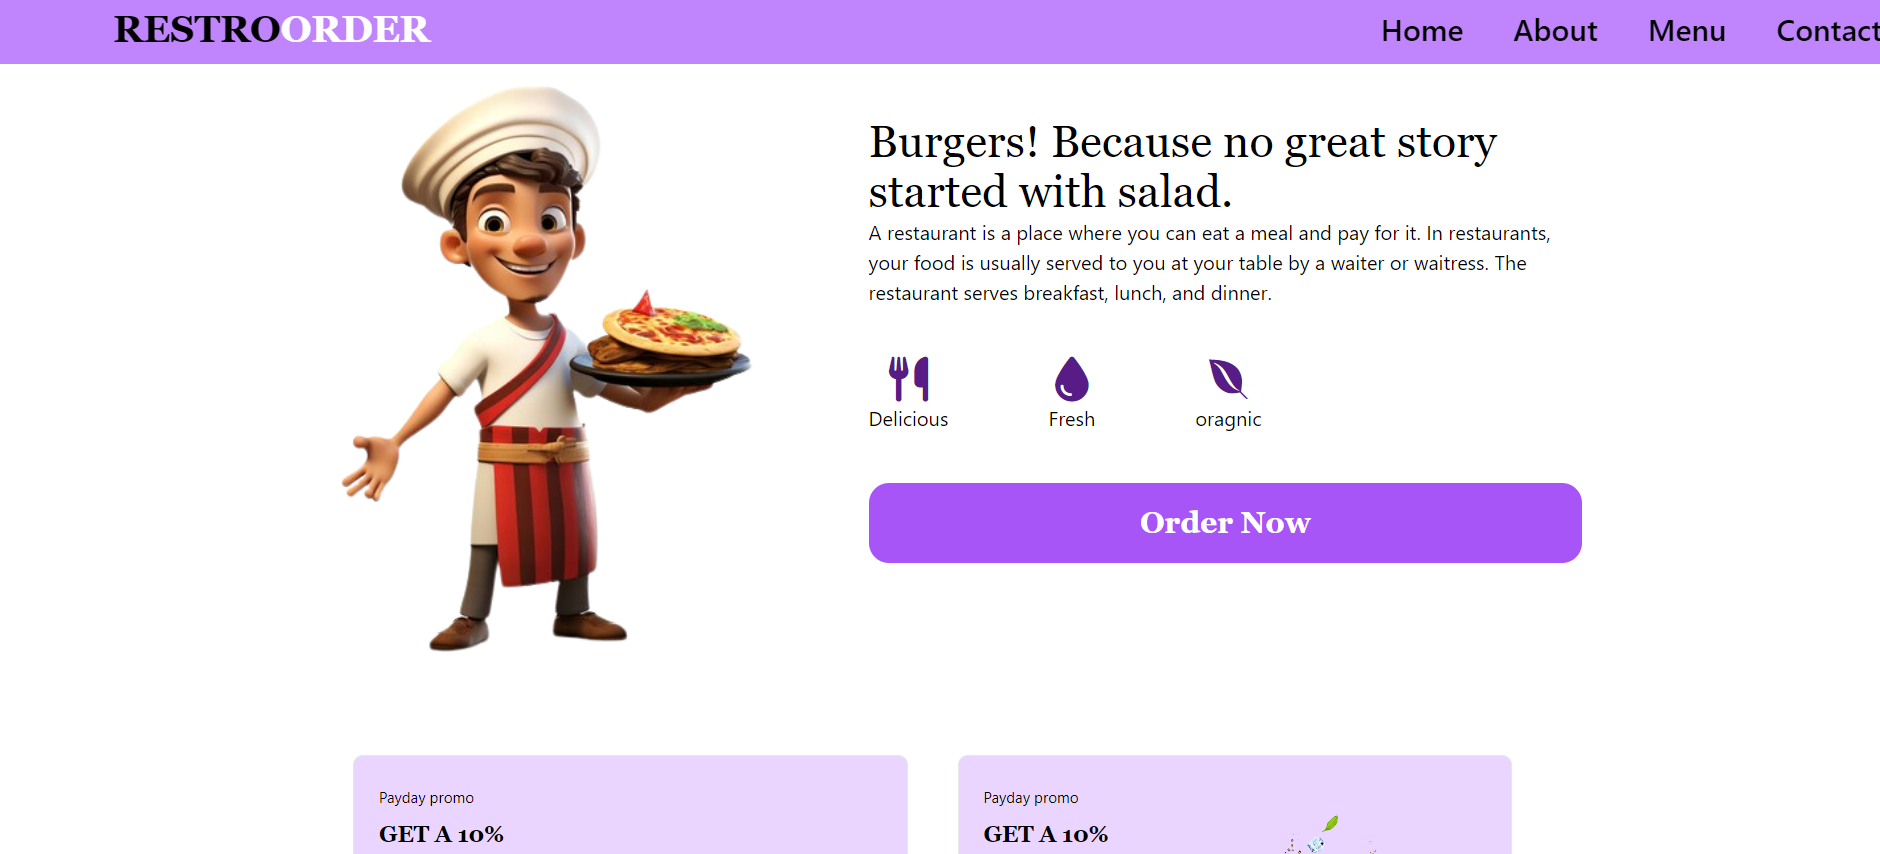 RESTROORDER
Home About Menu Contact
Burgers! Because no great story
started with salad.
A restaurant is a place where you can eat a meal and pay for it. In restaurants,
your food is usually served to you at your table by a waiter or waitress. The
restaurant serves breakfast, lunch, and dinner.
Delicious Fresh oragnic
Order Now
Payday promo
GET A 10%
Payday promo
GET A 10%